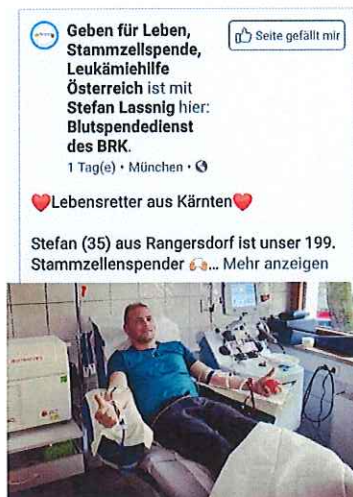 Geben für Leben,
Stammzellspende,
Leukämiehilfe
Österreich ist mit
Stefan Lassnig hier:
Blutspendedienst
des BRK.
1 Tag(e) • München •
Seite gefällt mir
❤️Lebensretter aus Kärnten❤️
Stefan (35) aus Rangersdorf ist unser 199.
Stammzellenspender 🙌... Mehr anzeigen